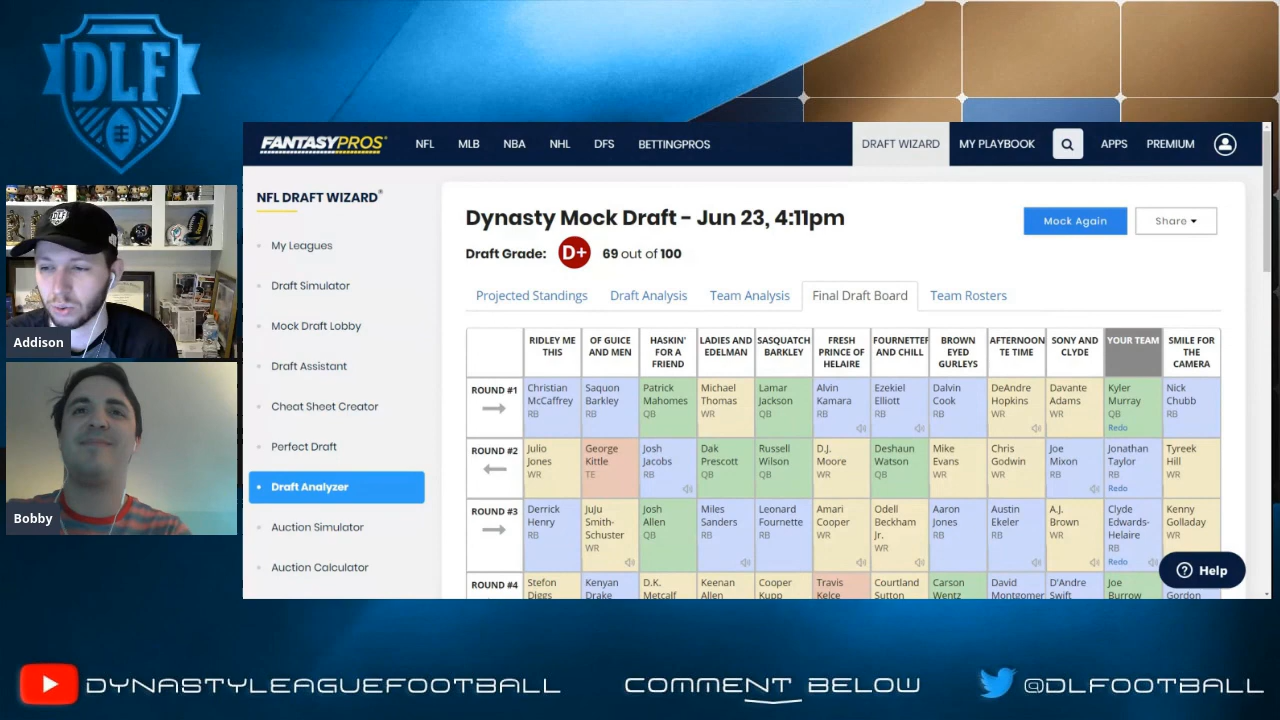 DLF
FANTASYPROS
NFL MLB NBA NHL DFS BETTINGPROS DRAFT WIZARD MY PLAYBOOK APPS PREMIUM
NFL DRAFT WIZARD®
My Leagues
Draft Simulator
Mock Draft Lobby
Draft Assistant
Cheat Sheet Creator
Perfect Draft
Draft Analyzer
Auction Simulator
Auction Calculator
DLF
Addison
Bobby
Dynasty Mock Draft - Jun 23, 4:11pm
Mock Again Share
Draft Grade: D+ 69 out of 100
Projected Standings Draft Analysis Team Analysis Final Draft Board Team Rosters
RIDLEY ME OF GUICE HASKIN' LADIES AND SASQUATCH FRESH FOURNETTE BROWN AFTERNOON SONY AND YOUR TEAM SMILE FOR
THIS AND MEN FOR A EDELMAN BARKLEY PRINCE OF AND CHILL EYED TE TIME CLYDE THE
FRIEND HELAIRE GURLEYS CAMERA
ROUND #1 Christian Saquon Patrick Michael Lamar Alvin Ezekiel Dalvin DeAndre Davante Kyler Nick
McCaffrey Barkley Mahomes Thomas Jackson Kamara Elliott Cook Hopkins Adams Murray Chubb
RB RB QB WR QB RB RB RB WR WR QB RB
Redo
ROUND #2 Julio George Josh Dak Russell D.J. Deshaun Mike Chris Joe Jonathan Tyreek
Jones Kittle Jacobs Prescott Wilson Moore Watson Evans Godwin Mixon Taylor Hill
WR TE RB QB QB WR QB WR WR RB RB WR
Redo
ROUND #3 Derrick JuJu Josh Miles Leonard Amari Odell Aaron Austin A.J. Clyde Kenny
Henry Smith- Allen Sanders Fournette Cooper Beckham Jones Ekeler Brown Edwards- Golladay
RB Schuster QB RB RB WR Jr. RB RB WR Helaire WR
WR WR RB
Redo
ROUND #4 Stefon Kenyan D.K. Keenan Cooper Travis Courtland Carson David D'Andre Joe
Diggs Drake Metcalf Allen Kupp Kelce Sutton Wentz Montgomer Swift Burrow Gordon
Help
DYNASTYLEAGUEFOOTBALL COMMENT BELOW @DLFOOTBALL